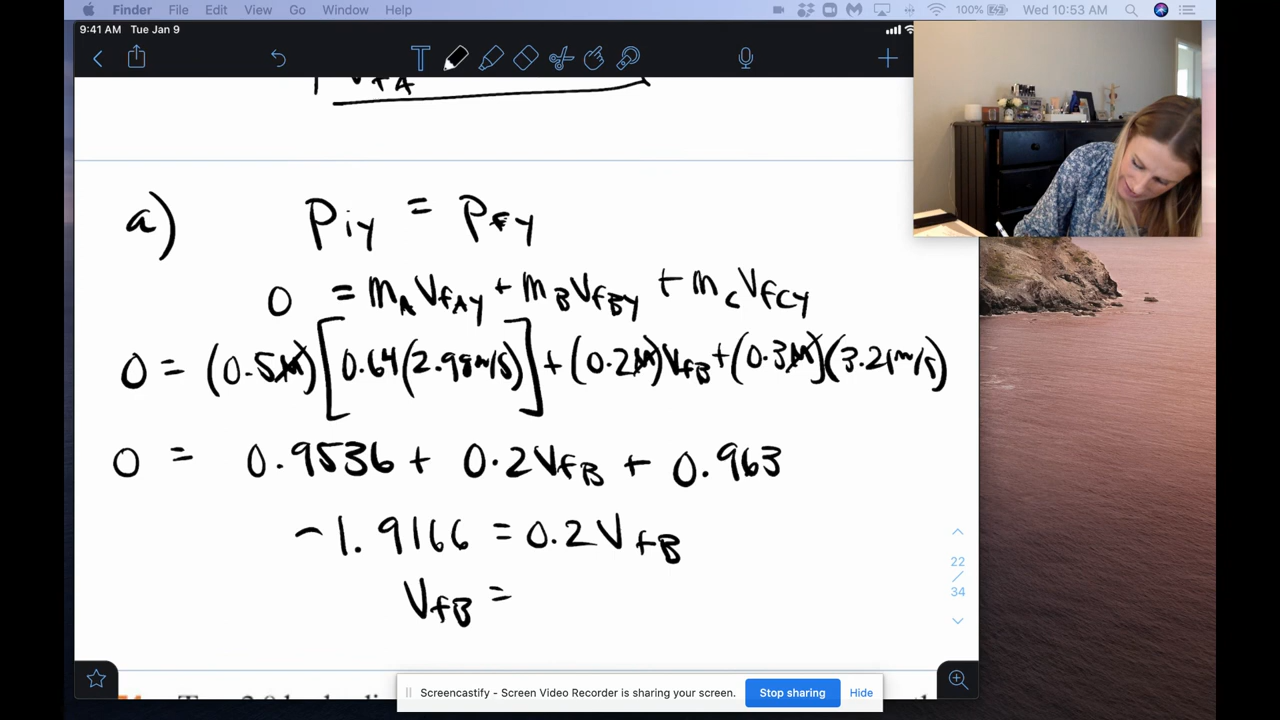 Finder File Edit View Go Window Help 100% Wed 10:53 AM
9:41 AM Tue Jan 9
T
VfA
a) Piy = Pfy
0 = mAVfAy + mBVfBy + mCVfCy
0 = (0.5M)[0.64(2.98m/s)] + (0.2M)VfB + (0.3M)(3.21m/s)
0 = 0.9536 + 0.2VfB + 0.963
-1.9166 = 0.2VfB
VfB =
22
/
34
Screencastify - Screen Video Recorder is sharing your screen. Stop sharing Hide